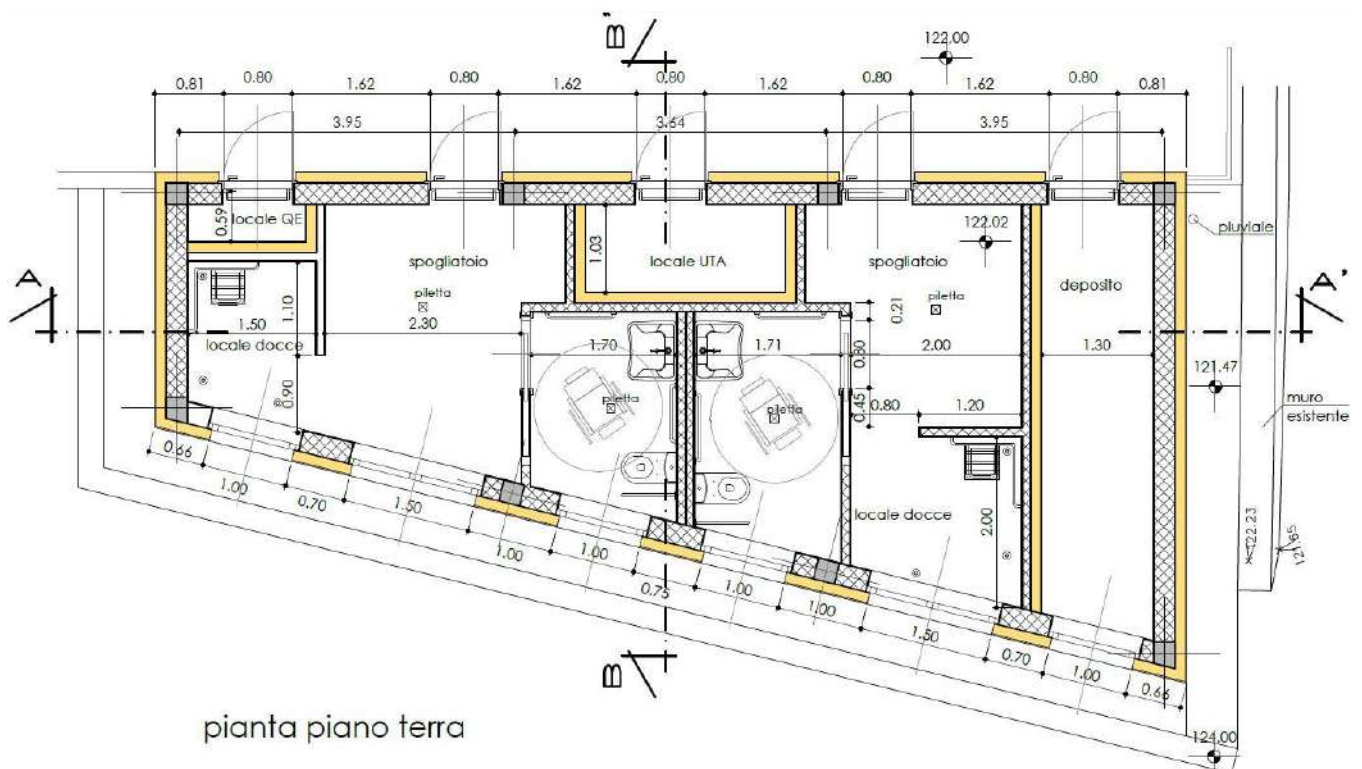 B'
122.00
0.81
0.80
1.62
0.80
1.62
0.80
1.62
0.80
1.62
0.80
0.81
3.95
3.64
3.95
0.59
locale QE
1.03
122.02
pluviale
A
spogliatoio
locale UTA
spogliatoio
deposito
A'
piletta
piletta
1.10
0.21
1.50
2.30
locale docce
1.70
1.71
0.80
2.00
1.30
121.47
piletta
piletta
muro
esistente
0.90
0.45
0.80
1.20
0.66
1.00
0.70
1.50
1.00
1.00
0.75
1.00
1.00
1.50
0.70
1.00
0.66
locale docce
2.00
122.23
121.65
B
pianta piano terra
124.00